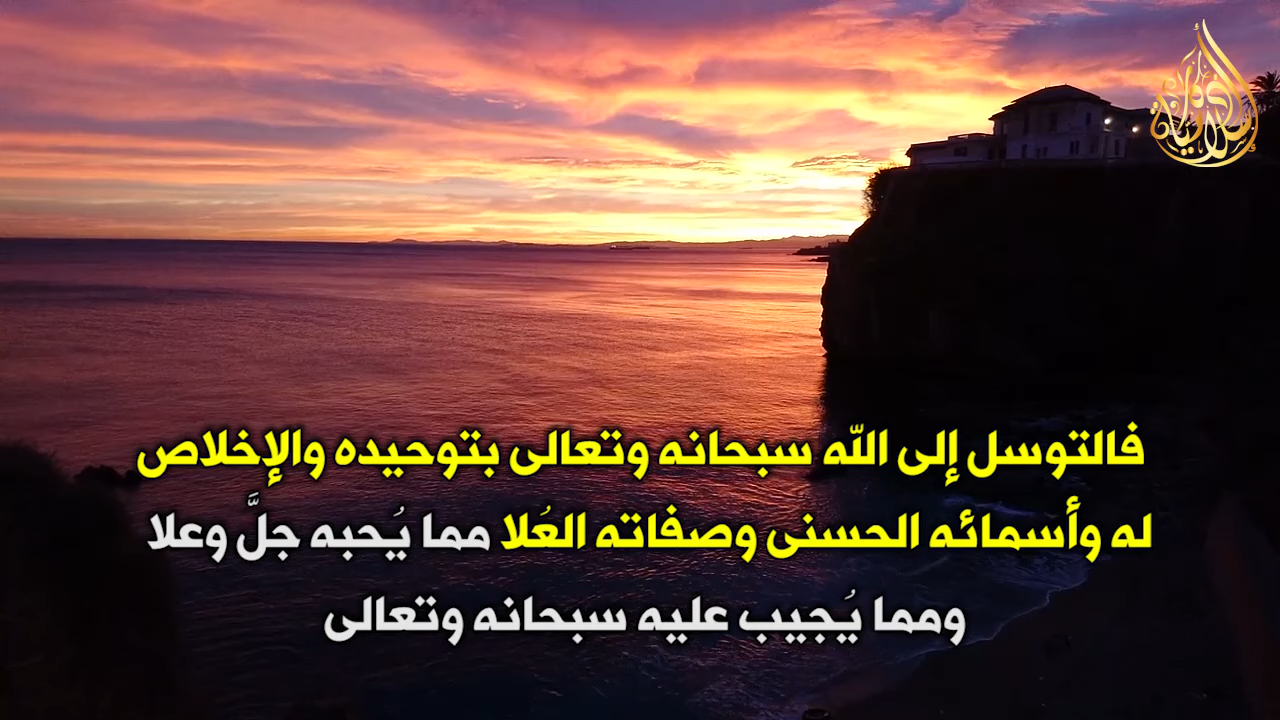 فالتوسل إلى الله سبحانه وتعالى بتوحيده والإخلاص
له وأسمائه الحسنى وصفاته العُلا مما يُحبه جلَّ وعلا
ومما يُجيب عليه سبحانه وتعالى